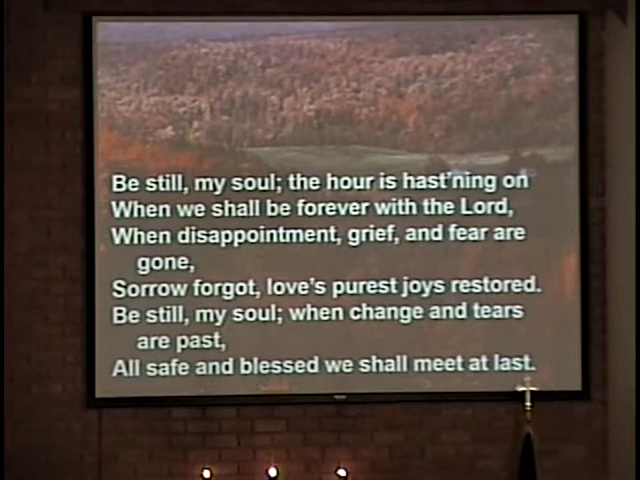 Be still, my soul; the hour is hast'ning on
When we shall be forever with the Lord,
When disappointment, grief, and fear are
gone,
Sorrow forgot, love's purest joys restored.
Be still, my soul; when change and tears
are past,
All safe and blessed we shall meet at last.